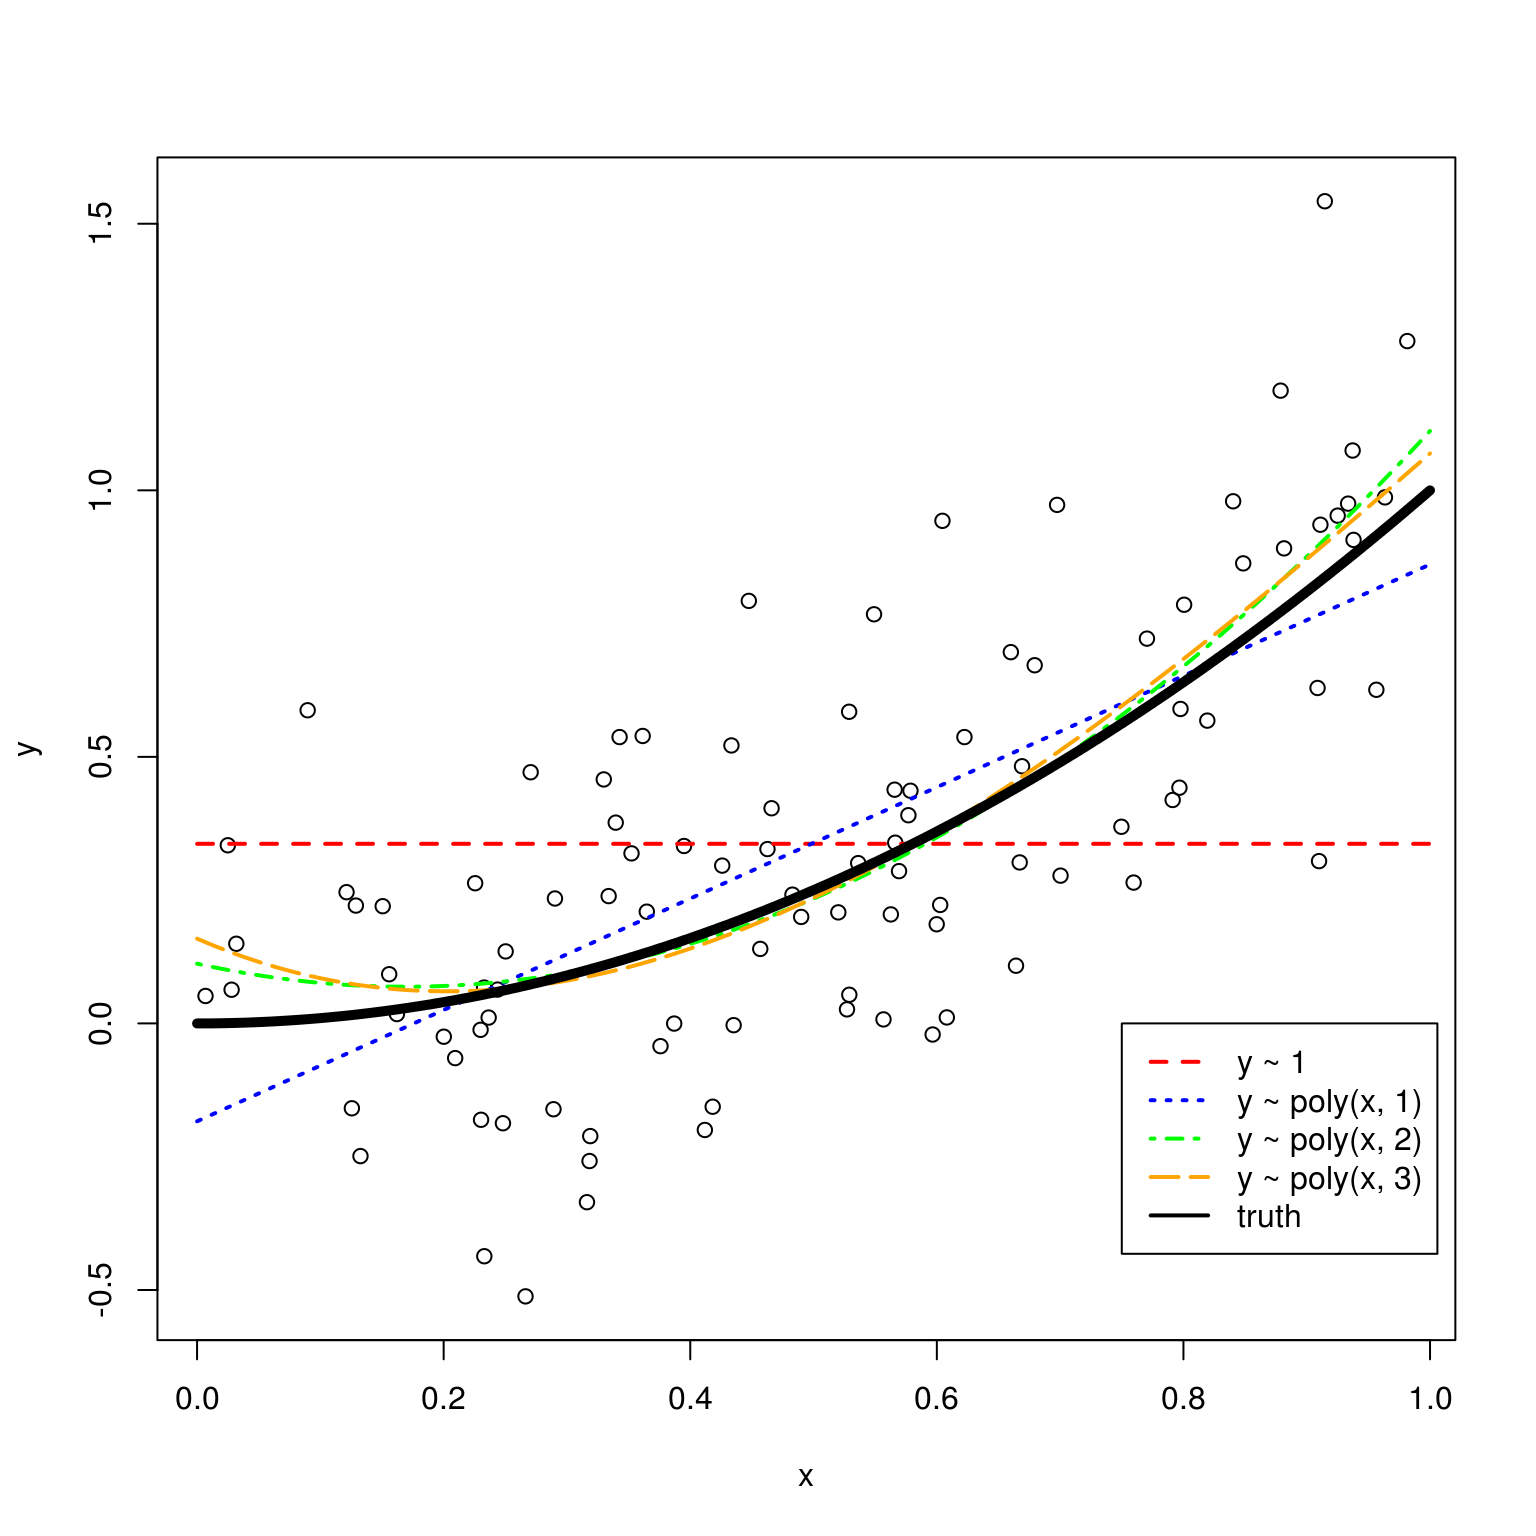 1.5
1.0
0.5
0.0
-0.5
y
0.0 0.2 0.4 0.6 0.8 1.0
x
y ~ 1
y ~ poly(x, 1)
y ~ poly(x, 2)
y ~ poly(x, 3)
truth